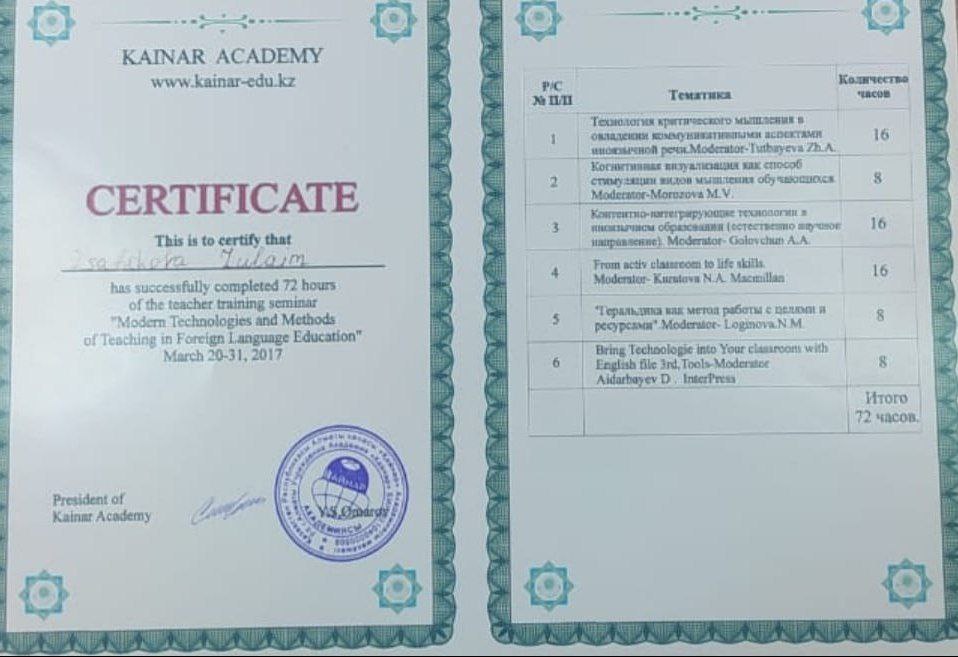 KAINAR ACADEMY
www.kainar-edu.kz
CERTIFICATE
This is to certify that
has successfully completed 72 hours
of the teacher training seminar
"Modern Technologies and Methods
of Teaching in Foreign Language Education"
March 20-31, 2017
President of
Kainar Academy
Y.S.Omarov
КАЙНАР
АКАДЕМИЯСЫ
Р/С
№ П/П
Тематика
Количество
часов
1
Технология критического мышления в
овладении коммуникативными аспектами
иноязычной речи.Moderator-Tutbayeva Zh.A.
16
2
Когнитивная визуализация как способ
стимуляции видов мышления обучающихся.
Moderator-Morozova M.V.
8
3
Контентно-интегрирующие технологии в
иноязычном образовании (естественно научное
направление). Moderator- Golovchun A.A.
16
4
From activ classroom to life skills.
Moderator- Kuratova N.A. Macmillan
16
5
"Геральдика как метод работы с целями и
ресурсами".Moderator- Loginova.N.M.
8
6
Bring Technologie into Your classroom with
English file 3rd,Tools-Moderator
Aidarbayev D . InterPress
8
Итого
72 часов.